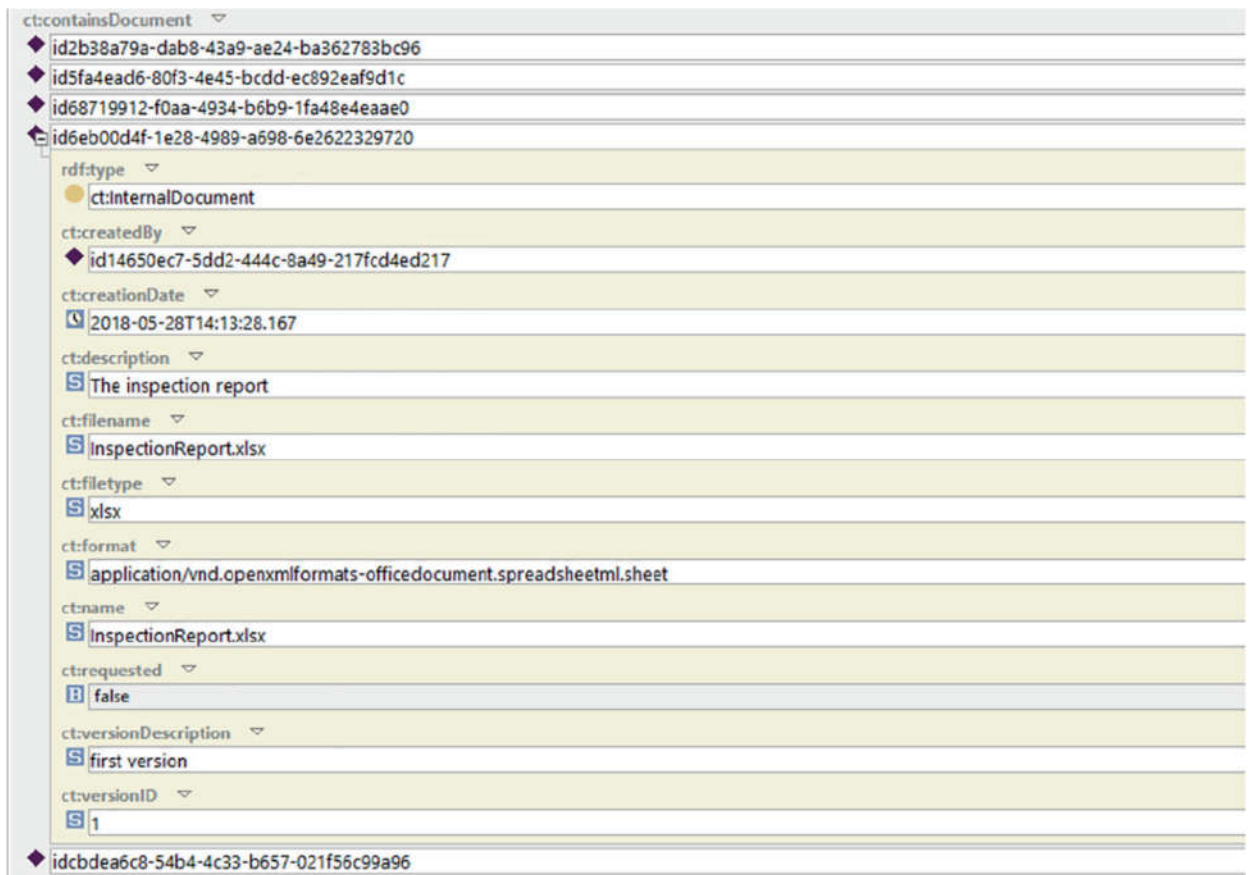 ct:containsDocument
id2b38a79a-dab8-43a9-ae24-ba362783bc96
id5fa4ead6-80f3-4e45-bcdd-ec892eaf9d1c
id68719912-f0aa-4934-b6b9-1fa48e4eaae0
id6eb00d4f-1e28-4989-a698-6e2622329720
rdf:type
ct:InternalDocument
ct:createdBy
id14650ec7-5dd2-444c-8a49-217fcd4ed217
ct:creationDate
2018-05-28T14:13:28.167
ct:description
S The inspection report
ct:filename
S InspectionReport.xlsx
ct:filetype
S xlsx
ct:format
S application/vnd.openxmlformats-officedocument.spreadsheetml.sheet
ct:name
S InspectionReport.xlsx
ct:requested
B false
ct:versionDescription
S first version
ct:versionID
S 1
idcbdea6c8-54b4-4c33-b657-021f56c99a96